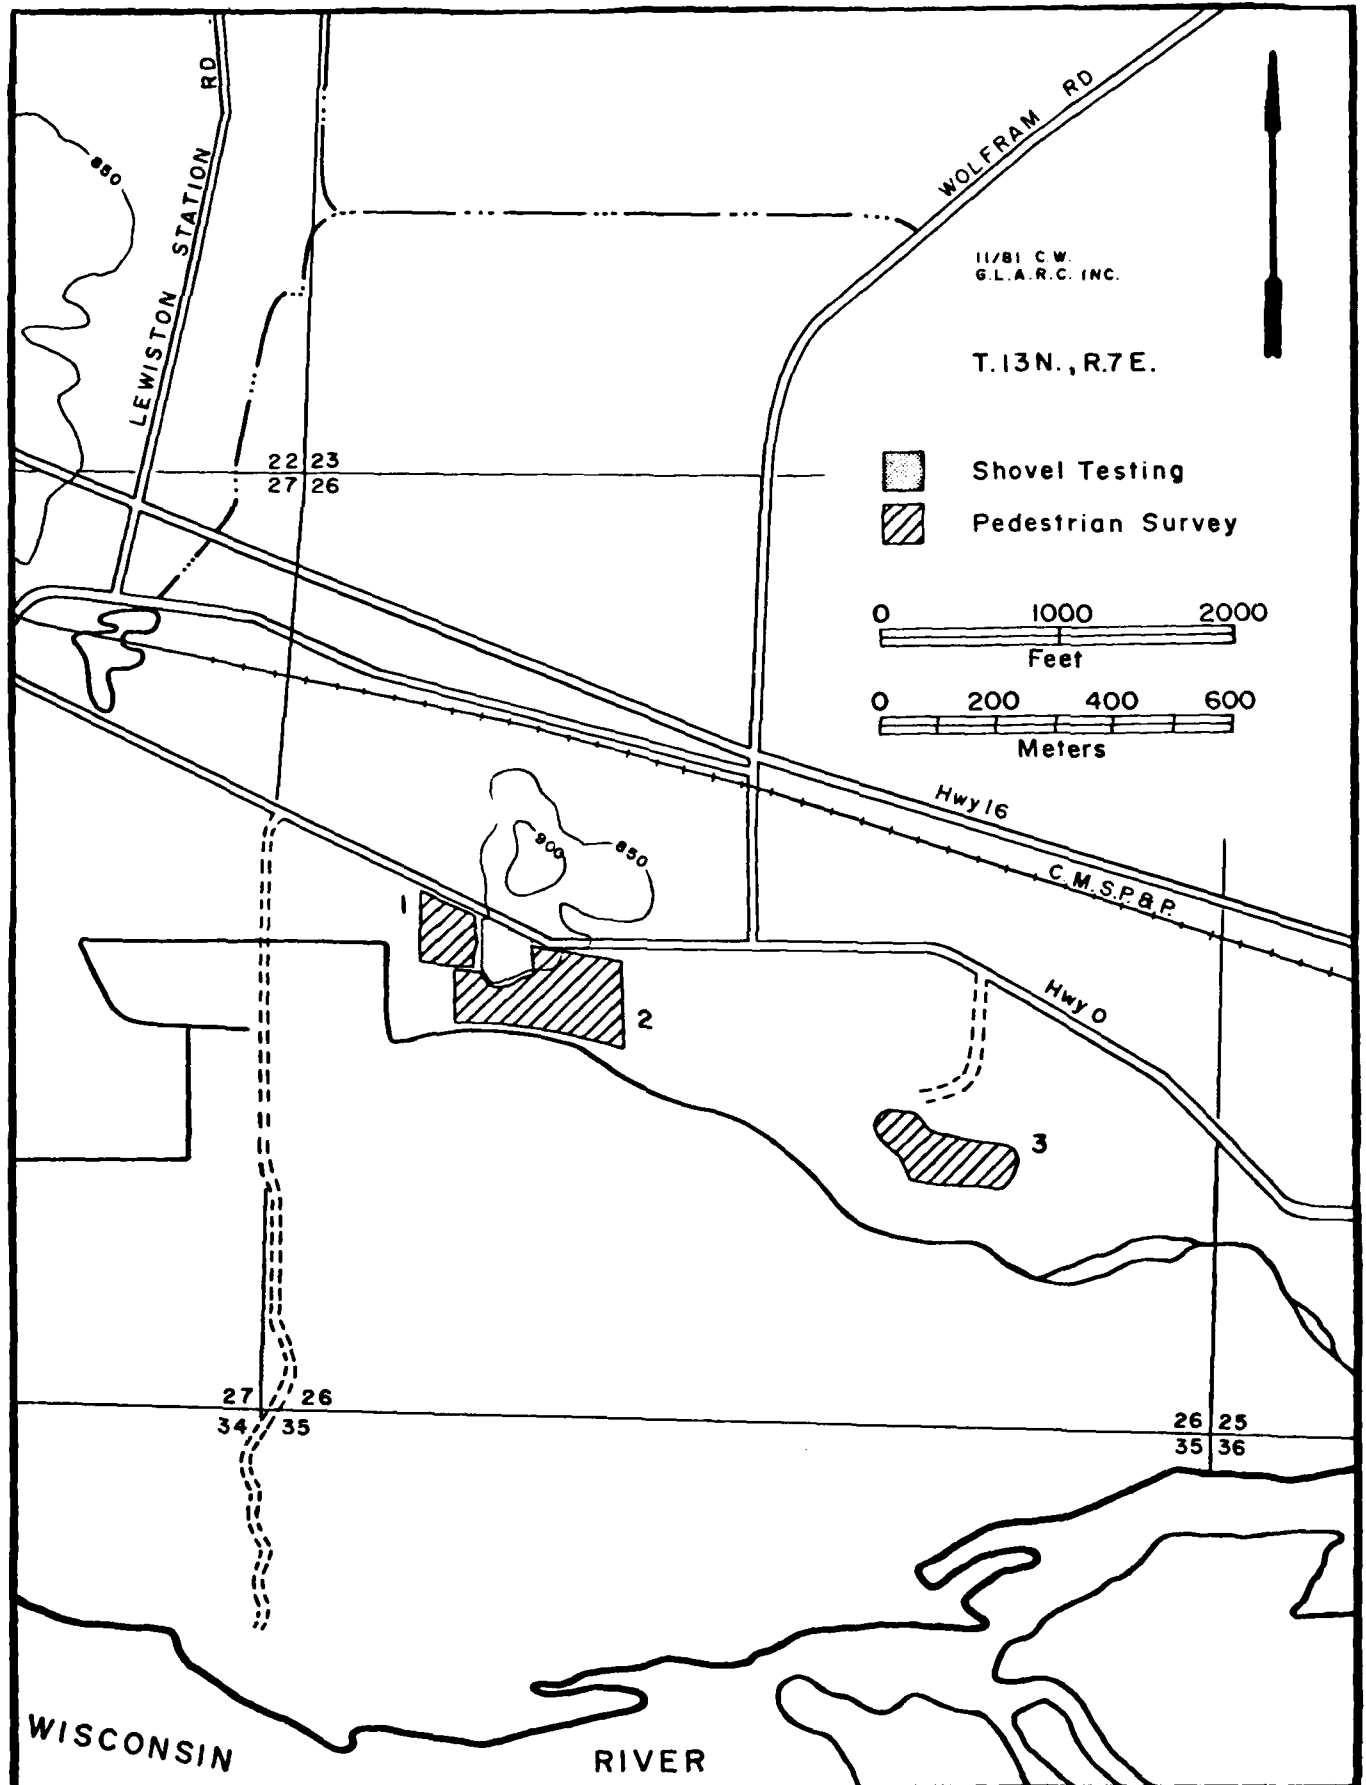 LEWISTON STATION RD
WOLFRAM RD
850
11/81 C.W.
G.L.A.R.C. INC.
T.13N., R.7E.
22 23
27 26
Shovel Testing
Pedestrian Survey
0 1000 2000
Feet
0 200 400 600
Meters
Hwy 16
C.M.S.P.&P.
900
850
1
2
Hwy O
3
27 26
34 35
26 25
35 36
WISCONSIN RIVER